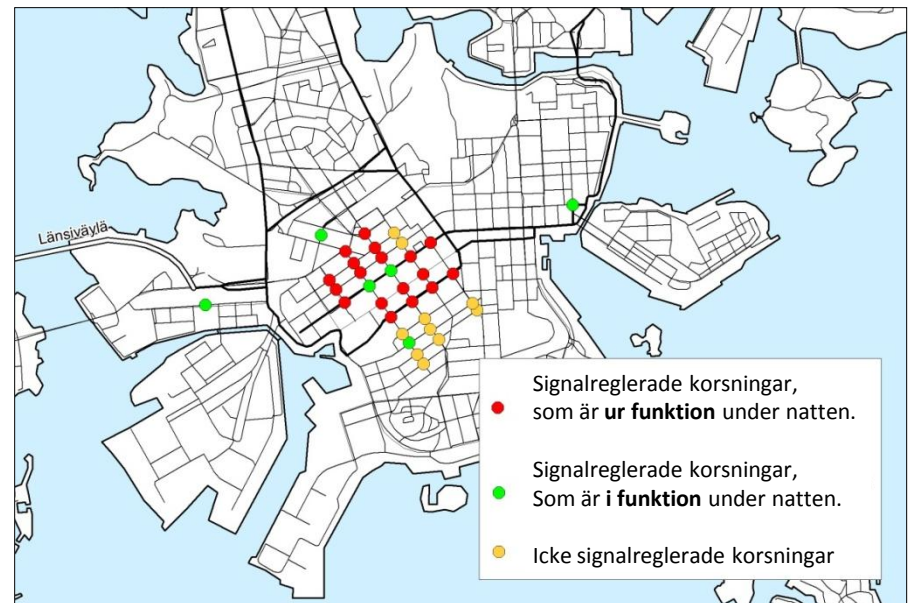 Länsiväylä
Signalreglerade korsningar,
som är ur funktion under natten.
Signalreglerade korsningar,
Som är i funktion under natten.
Icke signalreglerade korsningar